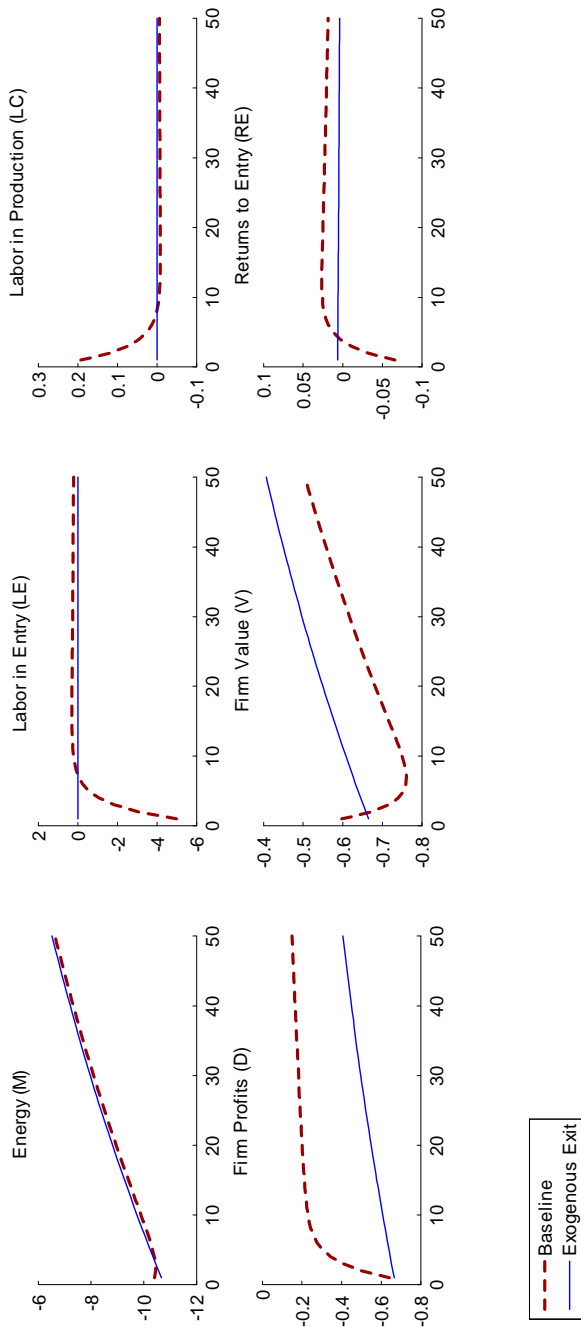 Energy (M)
-6
-8
-10
-12
0 10 20 30 40 50
Labor in Entry (LE)
2
0
-2
-4
-6
0 10 20 30 40 50
Labor in Production (LC)
0.3
0.2
0.1
0
-0.1
0 10 20 30 40 50
Firm Profits (D)
0
-0.2
-0.4
-0.6
-0.8
0 10 20 30 40 50
Firm Value (V)
-0.4
-0.5
-0.6
-0.7
-0.8
0 10 20 30 40 50
Returns to Entry (RE)
0.1
0.05
0
-0.05
-0.1
0 10 20 30 40 50
Baseline
Exogenous Exit